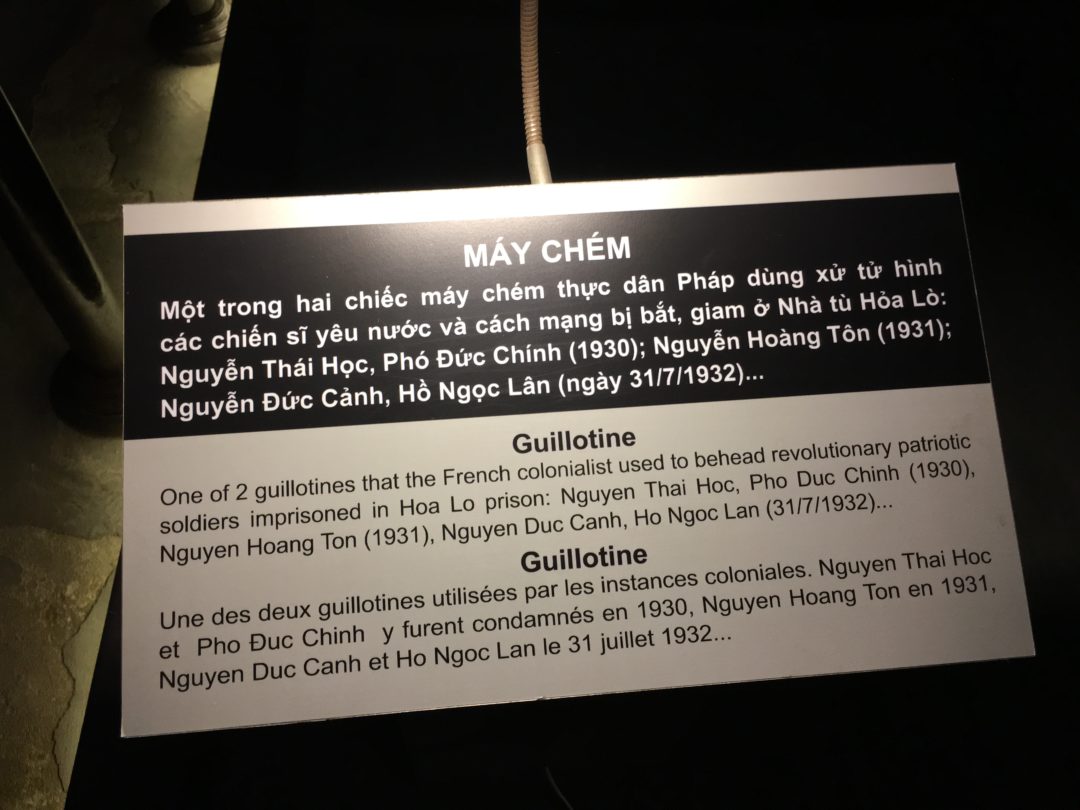 MÁY CHÉM
Một trong hai chiếc máy chém thực dân Pháp dùng xử tử hình
các chiến sĩ yêu nước và cách mạng bị bắt, giam ở Nhà tù Hỏa Lò:
Nguyễn Thái Học, Phó Đức Chính (1930); Nguyễn Hoàng Tôn (1931);
Nguyễn Đức Cảnh, Hồ Ngọc Lân (ngày 31/7/1932)...
Guillotine
One of 2 guillotines that the French colonialist used to behead revolutionary patriotic
soldiers imprisoned in Hoa Lo prison: Nguyen Thai Hoc, Pho Duc Chinh (1930),
Nguyen Hoang Ton (1931), Nguyen Duc Canh, Ho Ngoc Lan (31/7/1932)...
Guillotine
Une des deux guillotines utilisées par les instances coloniales. Nguyen Thai Hoc
et Pho Đuc Chinh y furent condamnés en 1930, Nguyen Hoang Ton en 1931,
Nguyen Duc Canh et Ho Ngoc Lan le 31 juillet 1932...